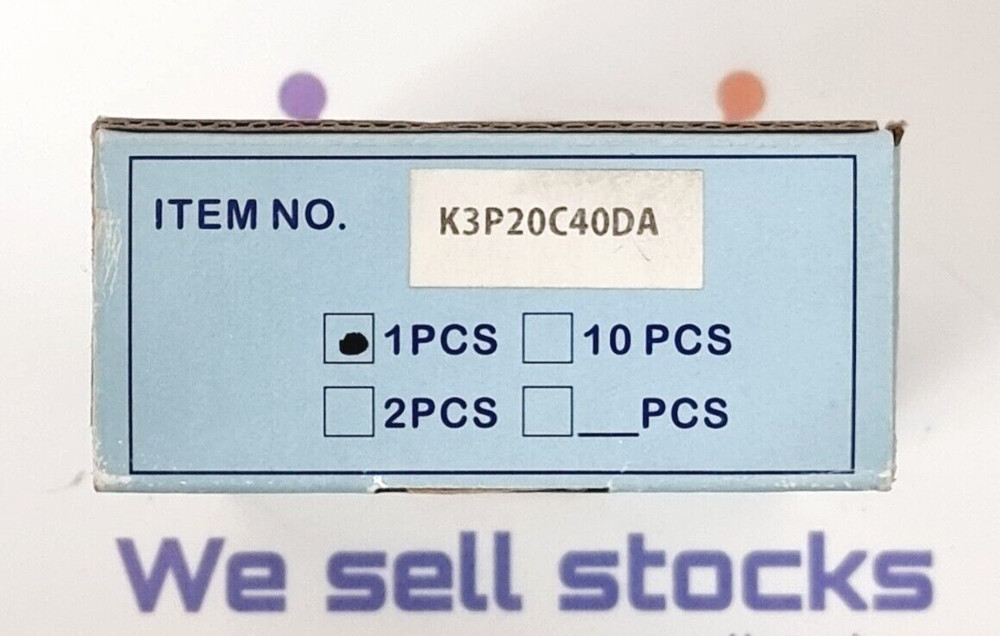 ITEM NO. K3P20C40DA
1PCS 10 PCS
2PCS ___PCS
We sell stocks